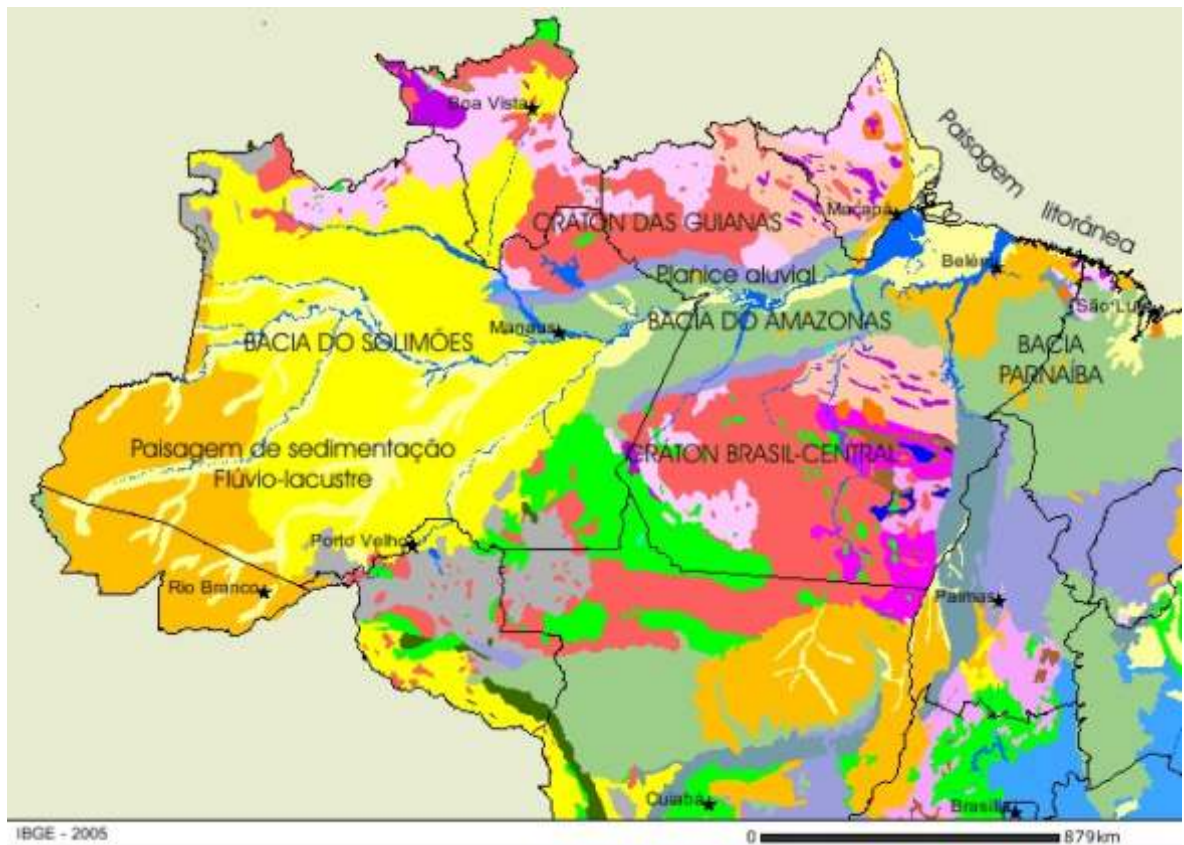 Boa Vista
Paisagem litorânea
CRÁTON DAS GUIANAS
Macapá
Belém
Planice aluvial
São Luís
Manaus
BACIA DO AMAZONAS
BACIA DO SOLIMÕES
BACIA
PARNAÍBA
Paisagem de sedimentação
Flúvio-lacustre
CRÁTON BRASIL-CENTRAL
Porto Velho
Rio Branco
Palmas
Cuiabá
Brasília
IBGE - 2005
0
879km